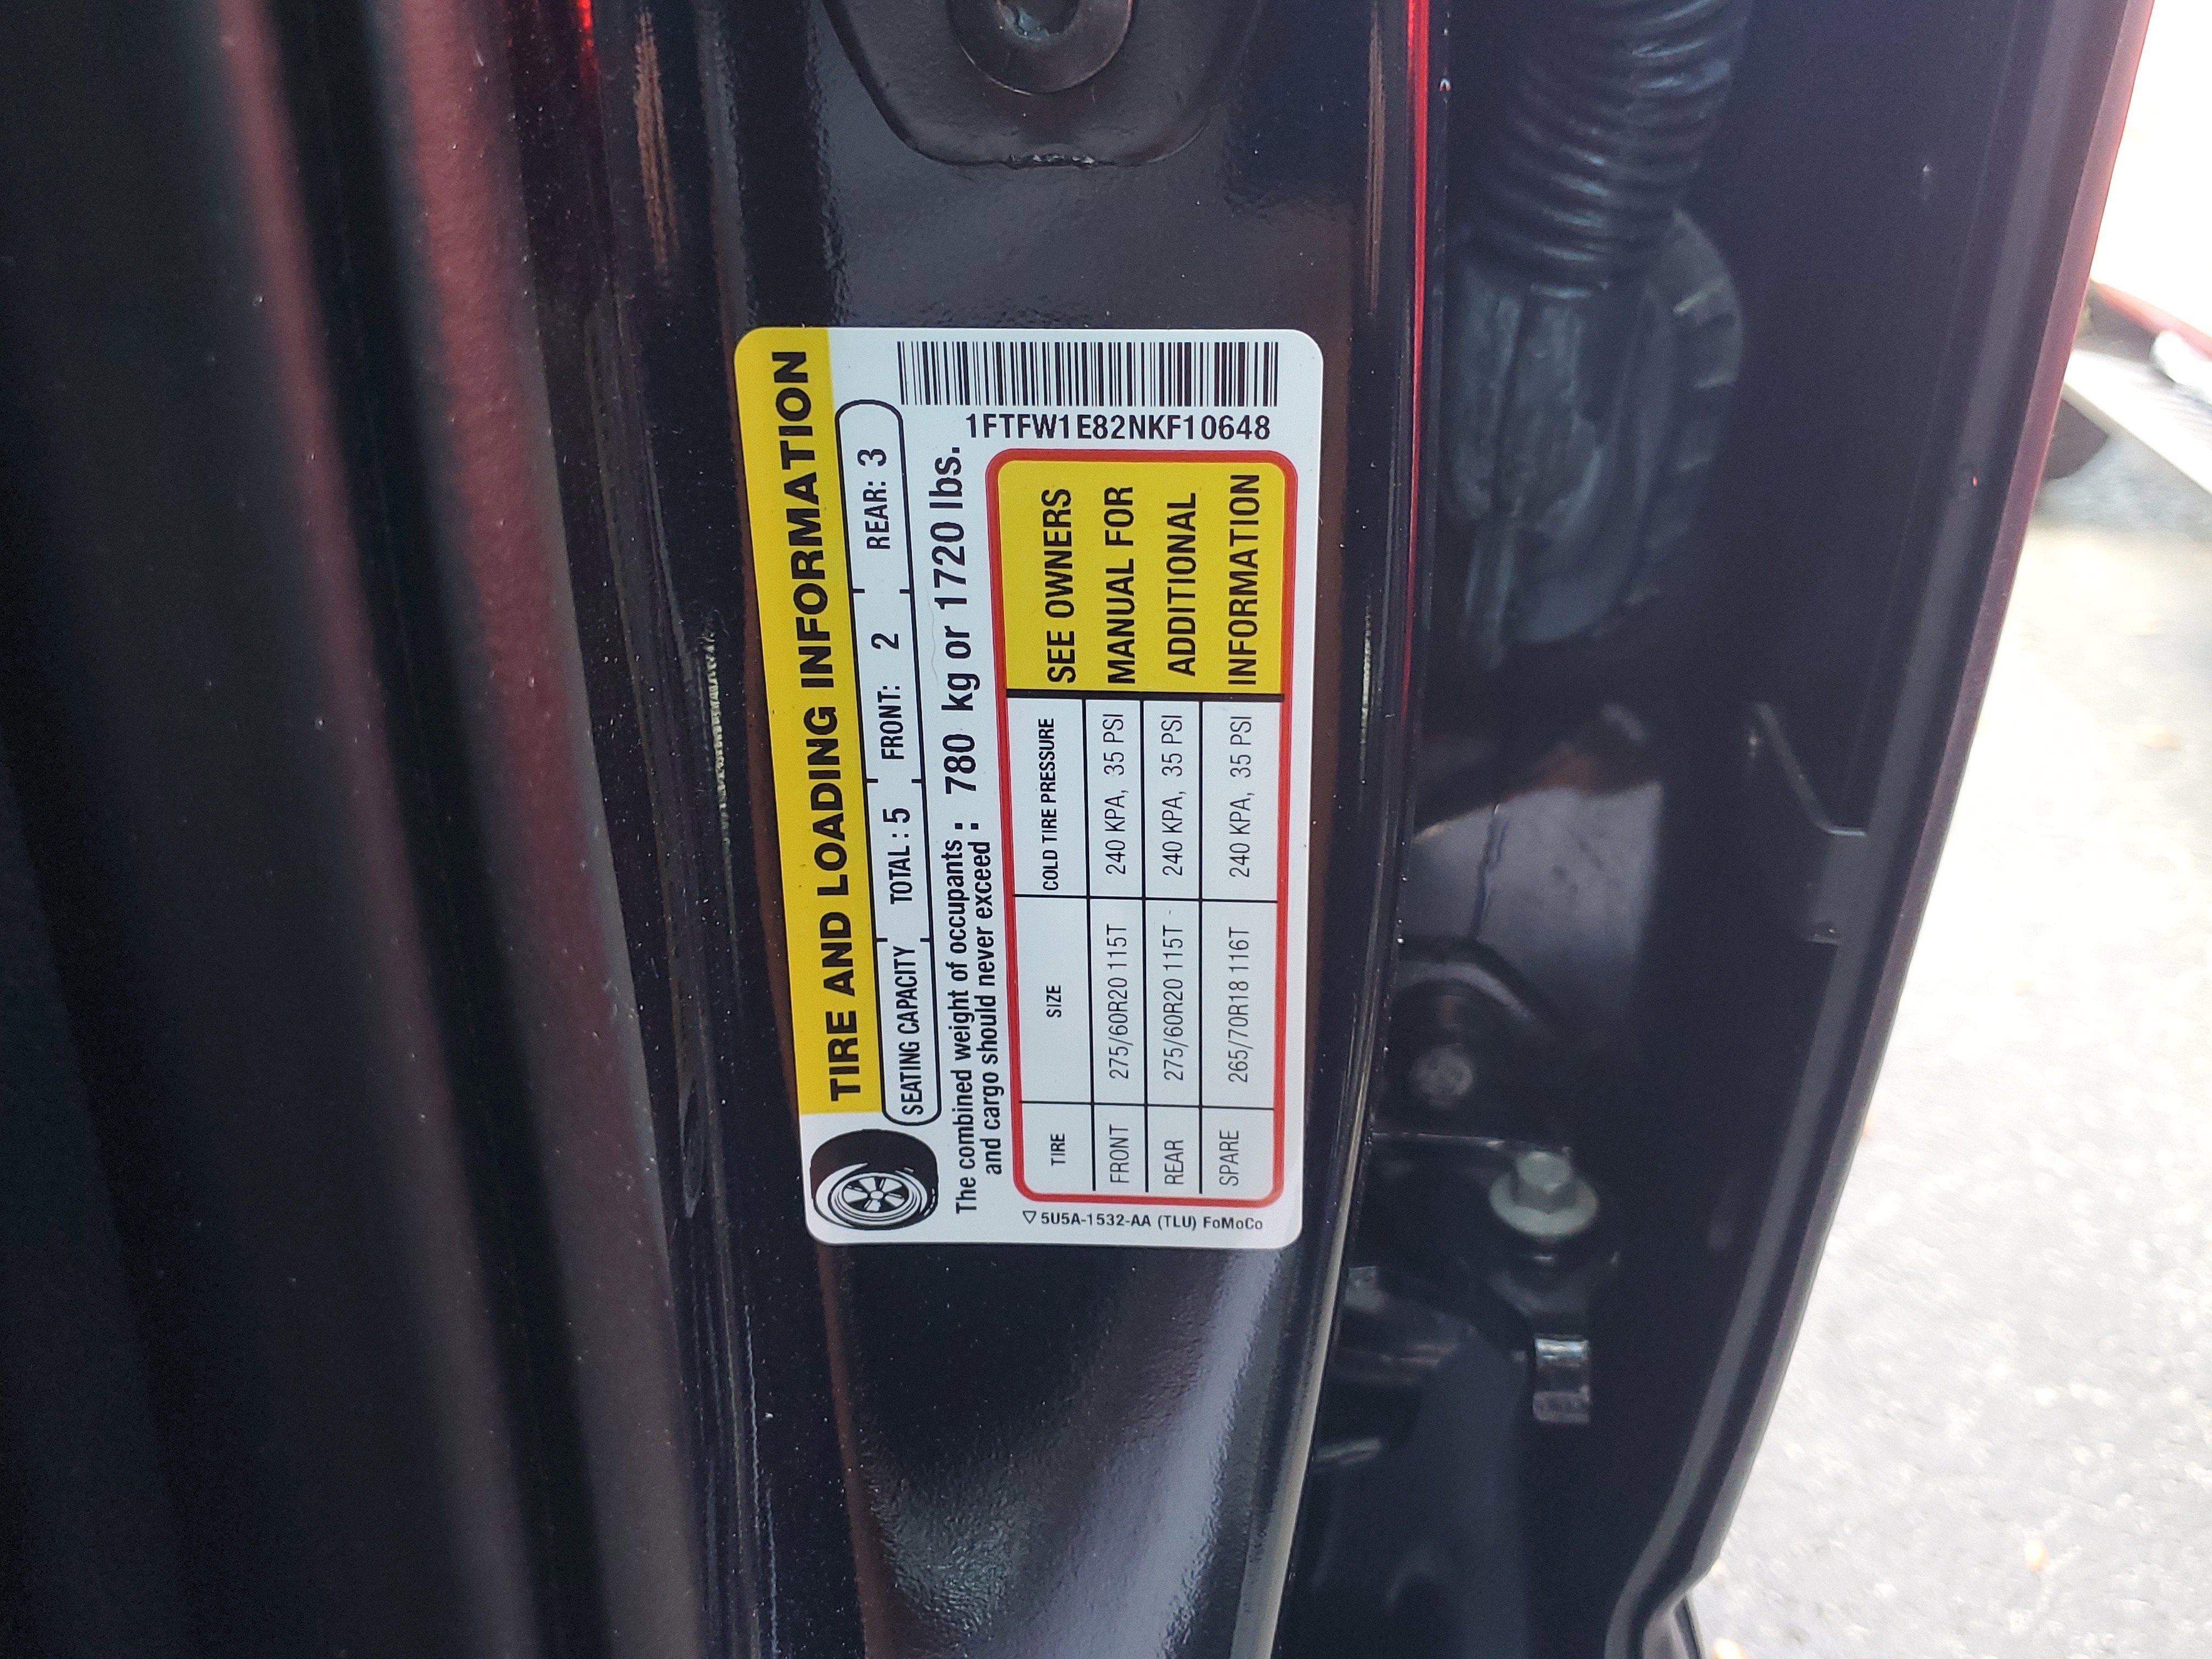 TIRE AND LOADING INFORMATION
SEATING CAPACITY TOTAL : 5 FRONT: 2 REAR: 3
The combined weight of occupants and cargo should never exceed : 780 kg or 1720 lbs.
1FTFW1E82NKF10648
TIRE SIZE COLD TIRE PRESSURE
FRONT 275/60R20 115T 240 KPA, 35 PSI
REAR 275/60R20 115T 240 KPA, 35 PSI
SPARE 265/70R18 116T 240 KPA, 35 PSI
SEE OWNERS
MANUAL FOR
ADDITIONAL
INFORMATION
5U5A-1532-AA (TLU) FoMoCo